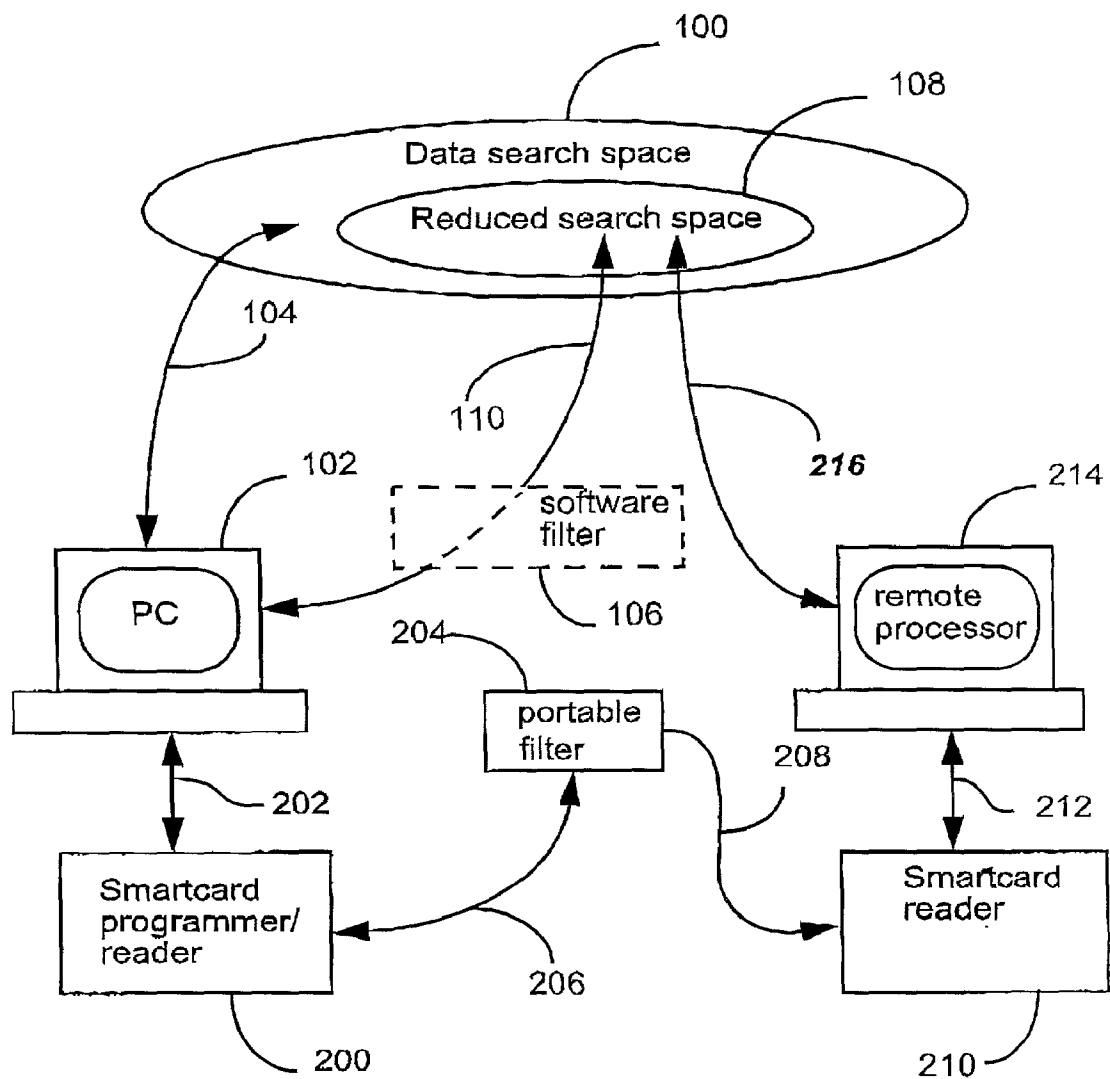 100
108
Data search space
Reduced search space
104
110
216
102
software
filter
214
PC
106
remote
processor
204
portable
filter
208
202
212
Smartcard
programmer/
reader
Smartcard
reader
206
200
210